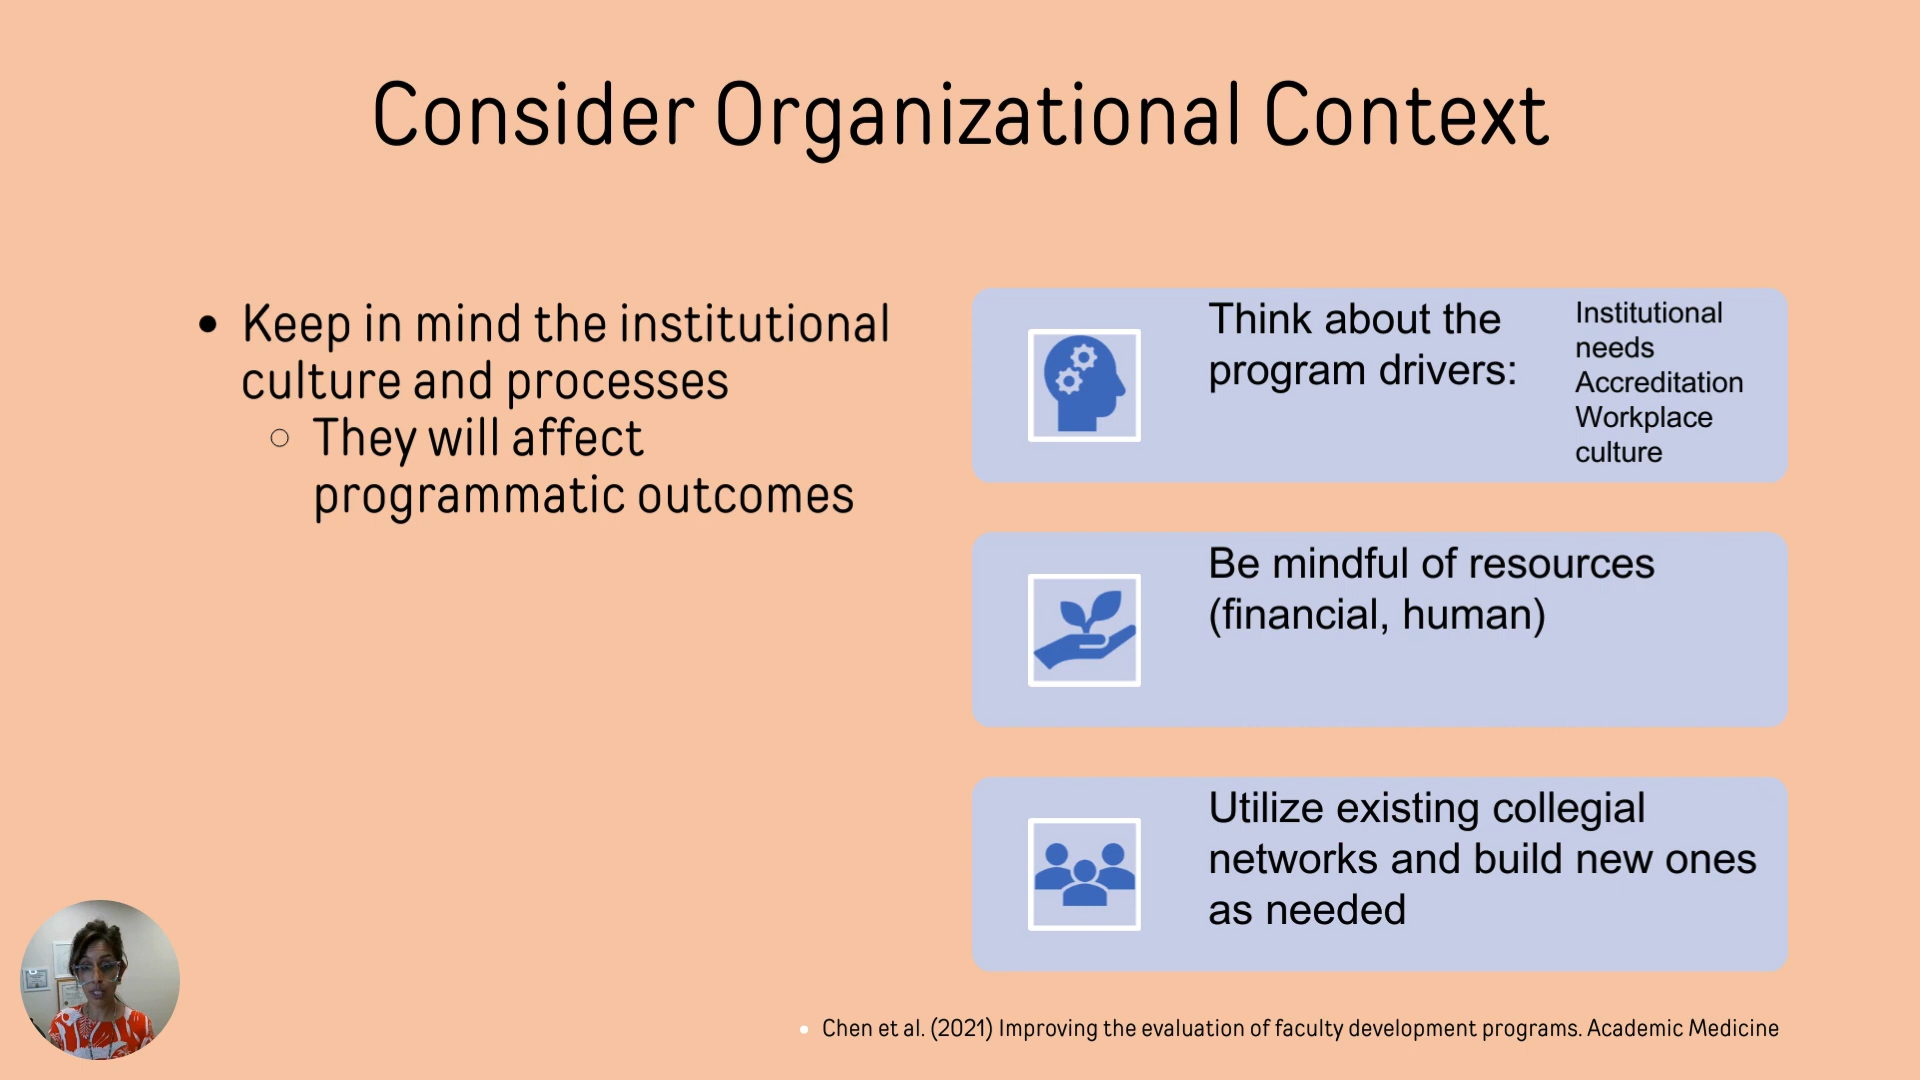 Consider Organizational Context
Keep in mind the institutional
culture and processes
They will affect
programmatic outcomes
Think about the
program drivers:
Institutional
needs
Accreditation
Workplace
culture
Be mindful of resources
(financial, human)
Utilize existing collegial
networks and build new ones
as needed
Chen et al. (2021) Improving the evaluation of faculty development programs. Academic Medicine